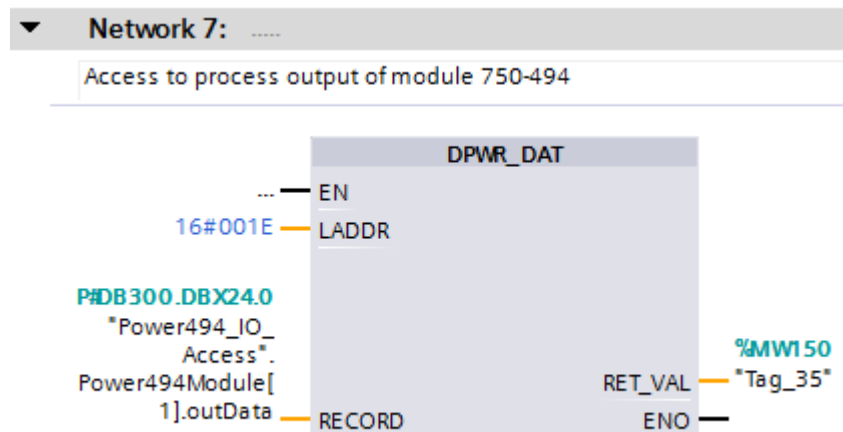 Network 7: .....
Access to process output of module 750-494
DPWR_DAT
... EN
16#001E LADDR
P#DB300.DBX24.0
"Power494_IO_
Access".
Power494Module[
1].outData RECORD
%MW150
RET_VAL "Tag_35"
ENO